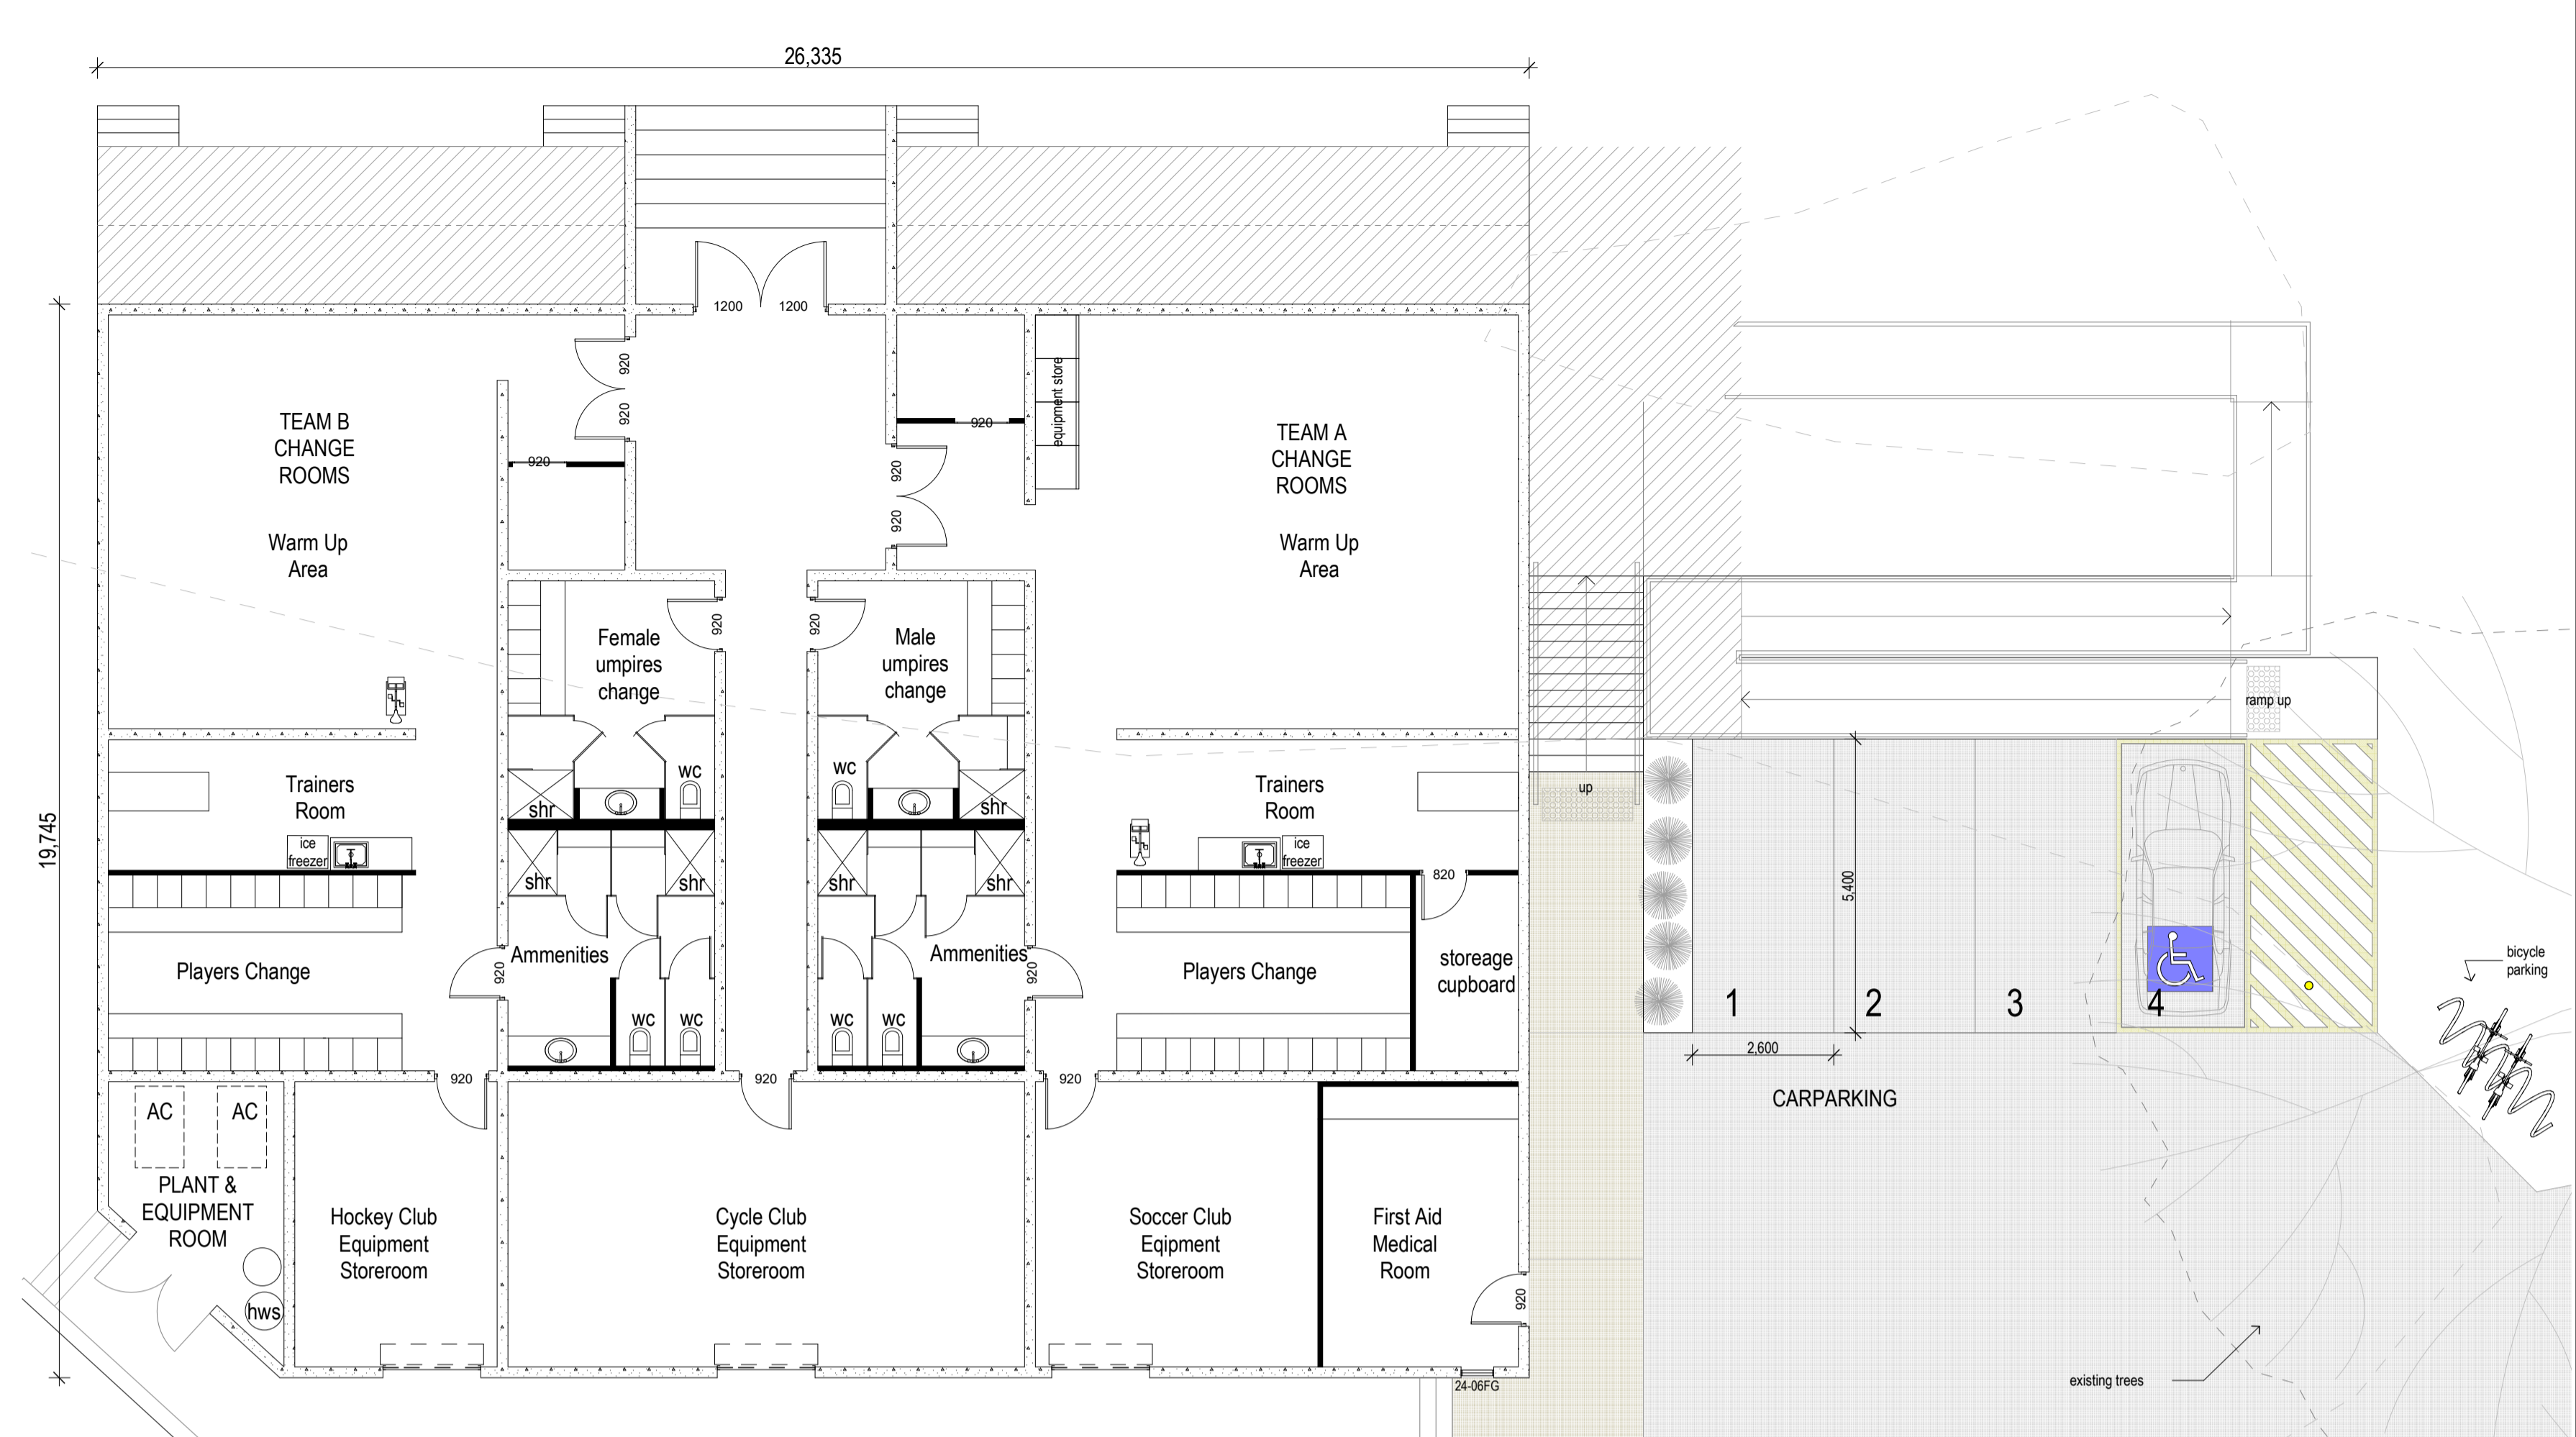 26,335
1200
1200
920
920
920
920
equipment store
920
920
TEAM B
CHANGE
ROOMS
TEAM A
CHANGE
ROOMS
Warm Up
Area
Warm Up
Area
920
920
Female
umpires
change
Male
umpires
change
ramp up
WC
WC
shr
shr
up
Trainers
Room
Trainers
Room
19,745
ice
freezer
ice
freezer
820
5,400
shr
shr
shr
shr
Ammenities
Ammenities
920
920
Players Change
Players Change
storeage
cupboard
bicycle
parking
WC
WC
WC
WC
1
2
3
4
2,600
920
920
920
CARPARKING
AC
AC
PLANT &
EQUIPMENT
ROOM
Hockey Club
Equipment
Storeroom
Cycle Club
Equipment
Storeroom
Soccer Club
Eqipment
Storeroom
First Aid
Medical
Room
hws
920
24-06FG
existing trees